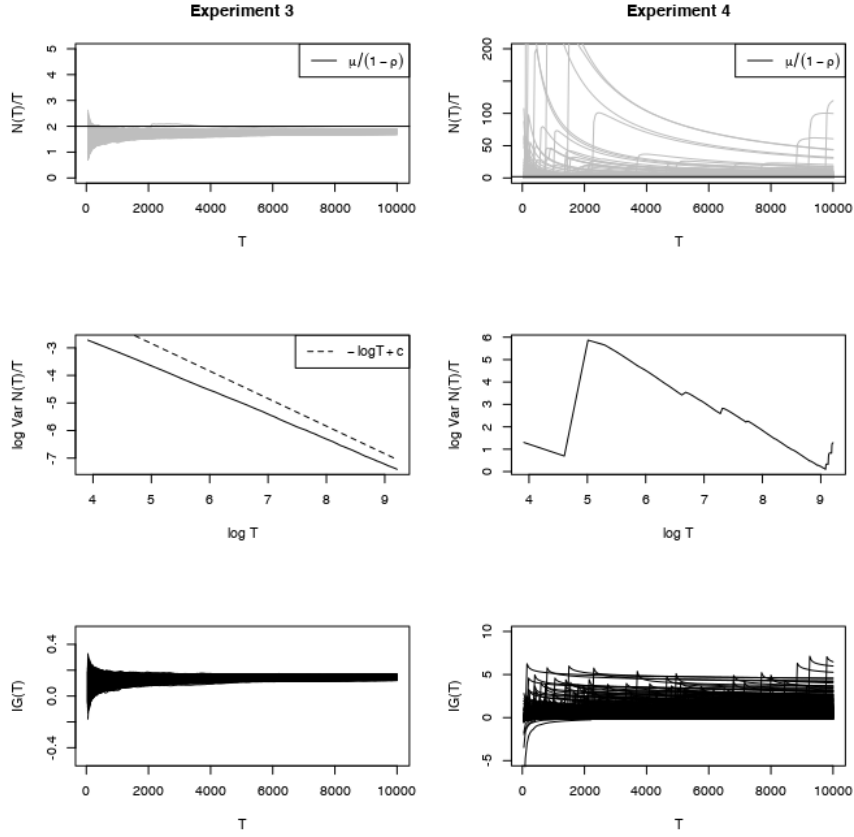 Experiment 3
N(T)/T
5
4
3
2
1
0
μ/(1−ρ)
0 2000 4000 6000 8000 10000
T
Experiment 4
N(T)/T
200
150
100
50
0
μ/(1−ρ)
0 2000 4000 6000 8000 10000
T
log Var N(T)/T
-3
-4
-5
-6
-7
−logT+c
4 5 6 7 8 9
log T
log Var N(T)/T
6
5
4
3
2
1
0
4 5 6 7 8 9
log T
IG(T)
0.4
0.0
-0.4
0 2000 4000 6000 8000 10000
T
IG(T)
10
5
0
-5
0 2000 4000 6000 8000 10000
T